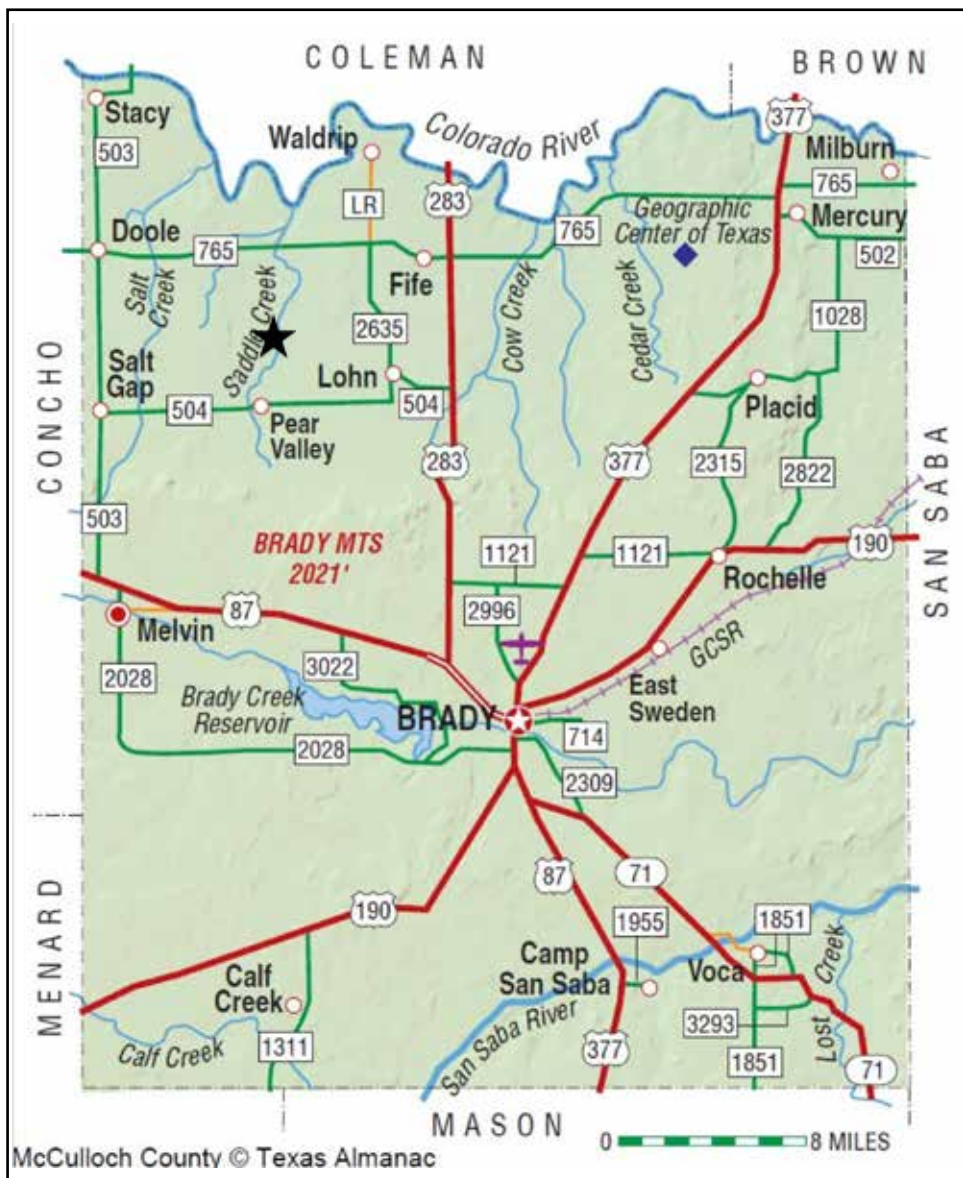 COLEMAN
BROWN
Stacy
377
Waldrip
Colorado River
Milburn
503
765
LR
283
Geographic
Center of Texas
Mercury
Doole
765
765
502
Fife
Salt
Creek
Saddle Creek
Cow Creek
Cedar Creek
1028
2635
CONCHO
Salt
Gap
Lohn
504
504
Pear
Valley
Placid
283
377
2315
2822
SAN SABA
503
BRADY MTS
2021'
1121
1121
190
Rochelle
87
2996
Melvin
GCSR
2028
3022
East
Sweden
Brady Creek
Reservoir
BRADY
714
2028
2309
MENARD
87
71
190
1955
1851
Camp
San Saba
Voca
Lost Creek
Calf
Creek
San Saba River
3293
Calf Creek
1311
377
1851
71
MASON
0 8 MILES
McCulloch County © Texas Almanac